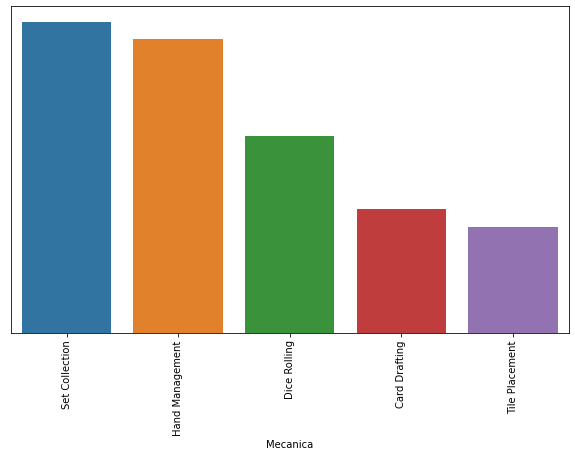 Set Collection
Hand Management
Dice Rolling
Card Drafting
Tile Placement
Mecanica